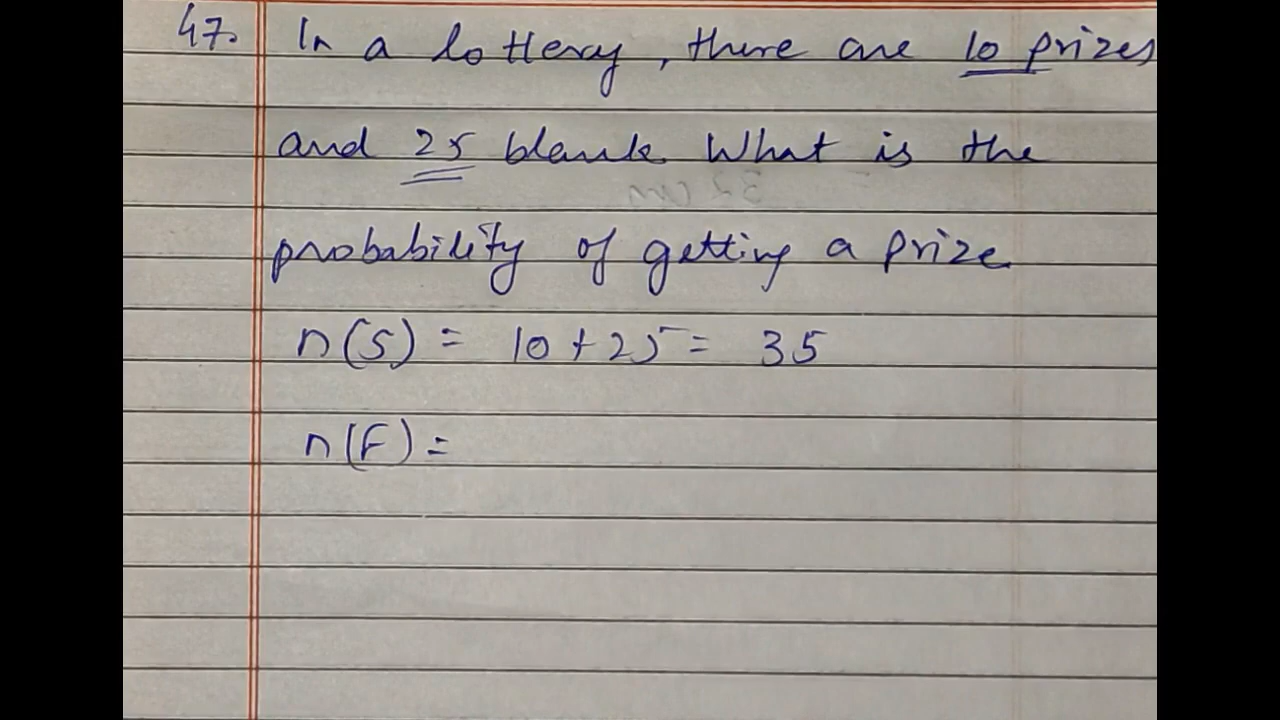 47. In a lottery, there are 10 prizes
and 25 blank. What is the
probability of getting a prize
n(S) = 10+25 = 35
n(F) =